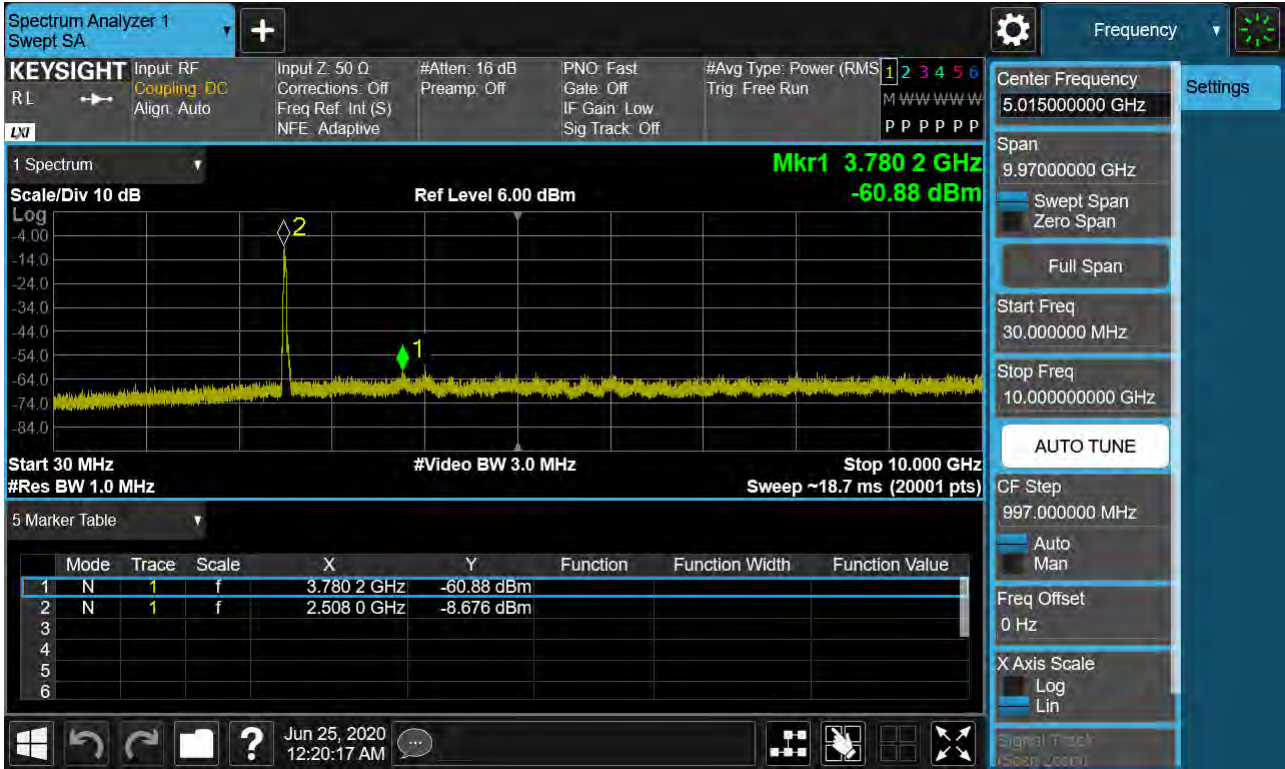 Spectrum Analyzer 1
Swept SA
+
Frequency
KEYSIGHT
RL
LXI
Input: RF
Coupling: DC
Align: Auto
Input Z: 50 Ω
Corrections: Off
Freq Ref: Int (S)
NFE: Adaptive
#Atten: 16 dB
Preamp: Off
PNO: Fast
Gate: Off
IF Gain: Low
Sig Track: Off
#Avg Type: Power (RMS
Trig: Free Run
1 2 3 4 5 6
M W W W W W
P P P P P P
1 Spectrum
Mkr1 3.780 2 GHz
-60.88 dBm
Scale/Div 10 dB
Ref Level 6.00 dBm
Log
-4.00
-14.0
-24.0
-34.0
-44.0
-54.0
-64.0
-74.0
-84.0
2
1
Start 30 MHz
#Video BW 3.0 MHz
Stop 10.000 GHz
#Res BW 1.0 MHz
Sweep ~18.7 ms (20001 pts)
5 Marker Table
Mode Trace Scale X Y Function Function Width Function Value
1 N 1 f 3.780 2 GHz -60.88 dBm
2 N 1 f 2.508 0 GHz -8.676 dBm
3
4
5
6
?
Jun 25, 2020
12:20:17 AM
Center Frequency
5.015000000 GHz
Settings
Span
9.97000000 GHz
Swept Span
Zero Span
Full Span
Start Freq
30.000000 MHz
Stop Freq
10.000000000 GHz
AUTO TUNE
CF Step
997.000000 MHz
Auto
Man
Freq Offset
0 Hz
X Axis Scale
Log
Lin
Signal Track
(Span Zoom)